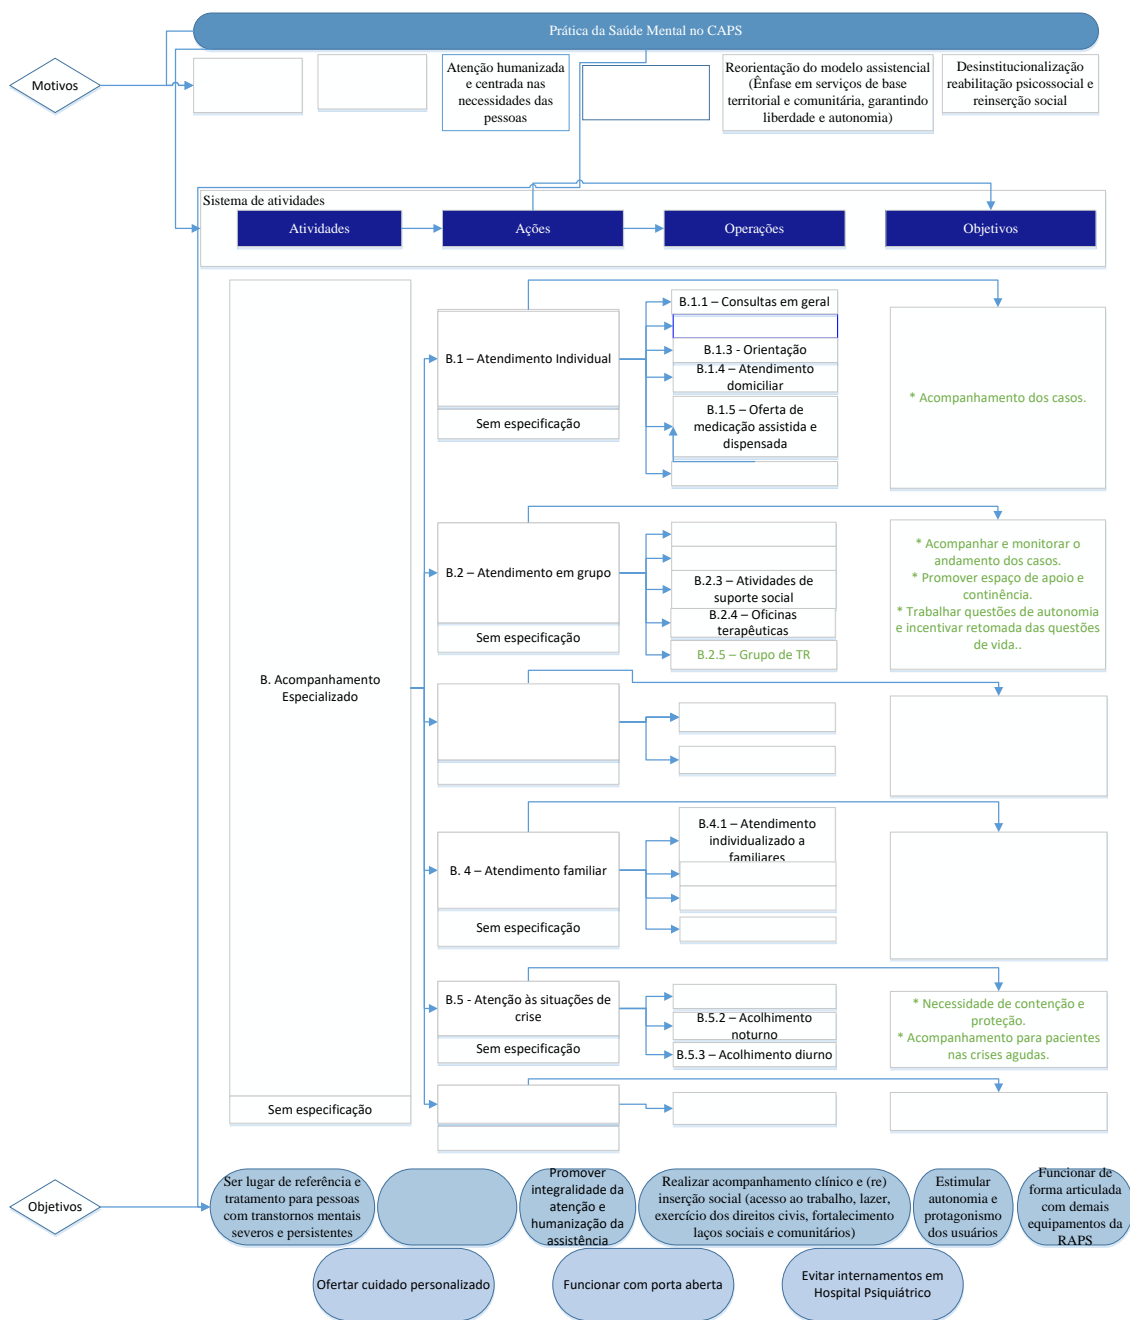 Prática da Saúde Mental no CAPS
Motivos
Atenção humanizada
e centrada nas
necessidades das
pessoas
Reorientação do modelo assistencial
(Ênfase em serviços de base
territorial e comunitária, garantindo
liberdade e autonomia)
Desinstitucionalização
reabilitação psicossocial e
reinserção social
Sistema de atividades
Atividades
Ações
Operações
Objetivos
B. Acompanhamento
Especializado
Sem especificação
B.1 – Atendimento Individual
Sem especificação
B.1.1 – Consultas em geral
B.1.3 - Orientação
B.1.4 – Atendimento
domiciliar
B.1.5 – Oferta de
medicação assistida e
dispensada
* Acompanhamento dos casos.
B.2 – Atendimento em grupo
Sem especificação
B.2.3 – Atividades de
suporte social
B.2.4 – Oficinas
terapêuticas
B.2.5 – Grupo de TR
* Acompanhar e monitorar o
andamento dos casos.
* Promover espaço de apoio e
continência.
* Trabalhar questões de autonomia
e incentivar retomada das questões
de vida..
B. 4 – Atendimento familiar
Sem especificação
B.4.1 – Atendimento
individualizado a
familiares
B.5 - Atenção às situações de
crise
Sem especificação
B.5.2 – Acolhimento
noturno
B.5.3 – Acolhimento diurno
* Necessidade de contenção e
proteção.
* Acompanhamento para pacientes
nas crises agudas.
Objetivos
Ser lugar de referência e
tratamento para pessoas
com transtornos mentais
severos e persistentes
Promover
integralidade da
atenção e
humanização da
assistência
Realizar acompanhamento clínico e (re)
inserção social (acesso ao trabalho, lazer,
exercício dos direitos civis, fortalecimento
laços sociais e comunitários)
Estimular
autonomia e
protagonismo
dos usuários
Funcionar de
forma articulada
com demais
equipamentos da
RAPS
Ofertar cuidado personalizado
Funcionar com porta aberta
Evitar internamentos em
Hospital Psiquiátrico